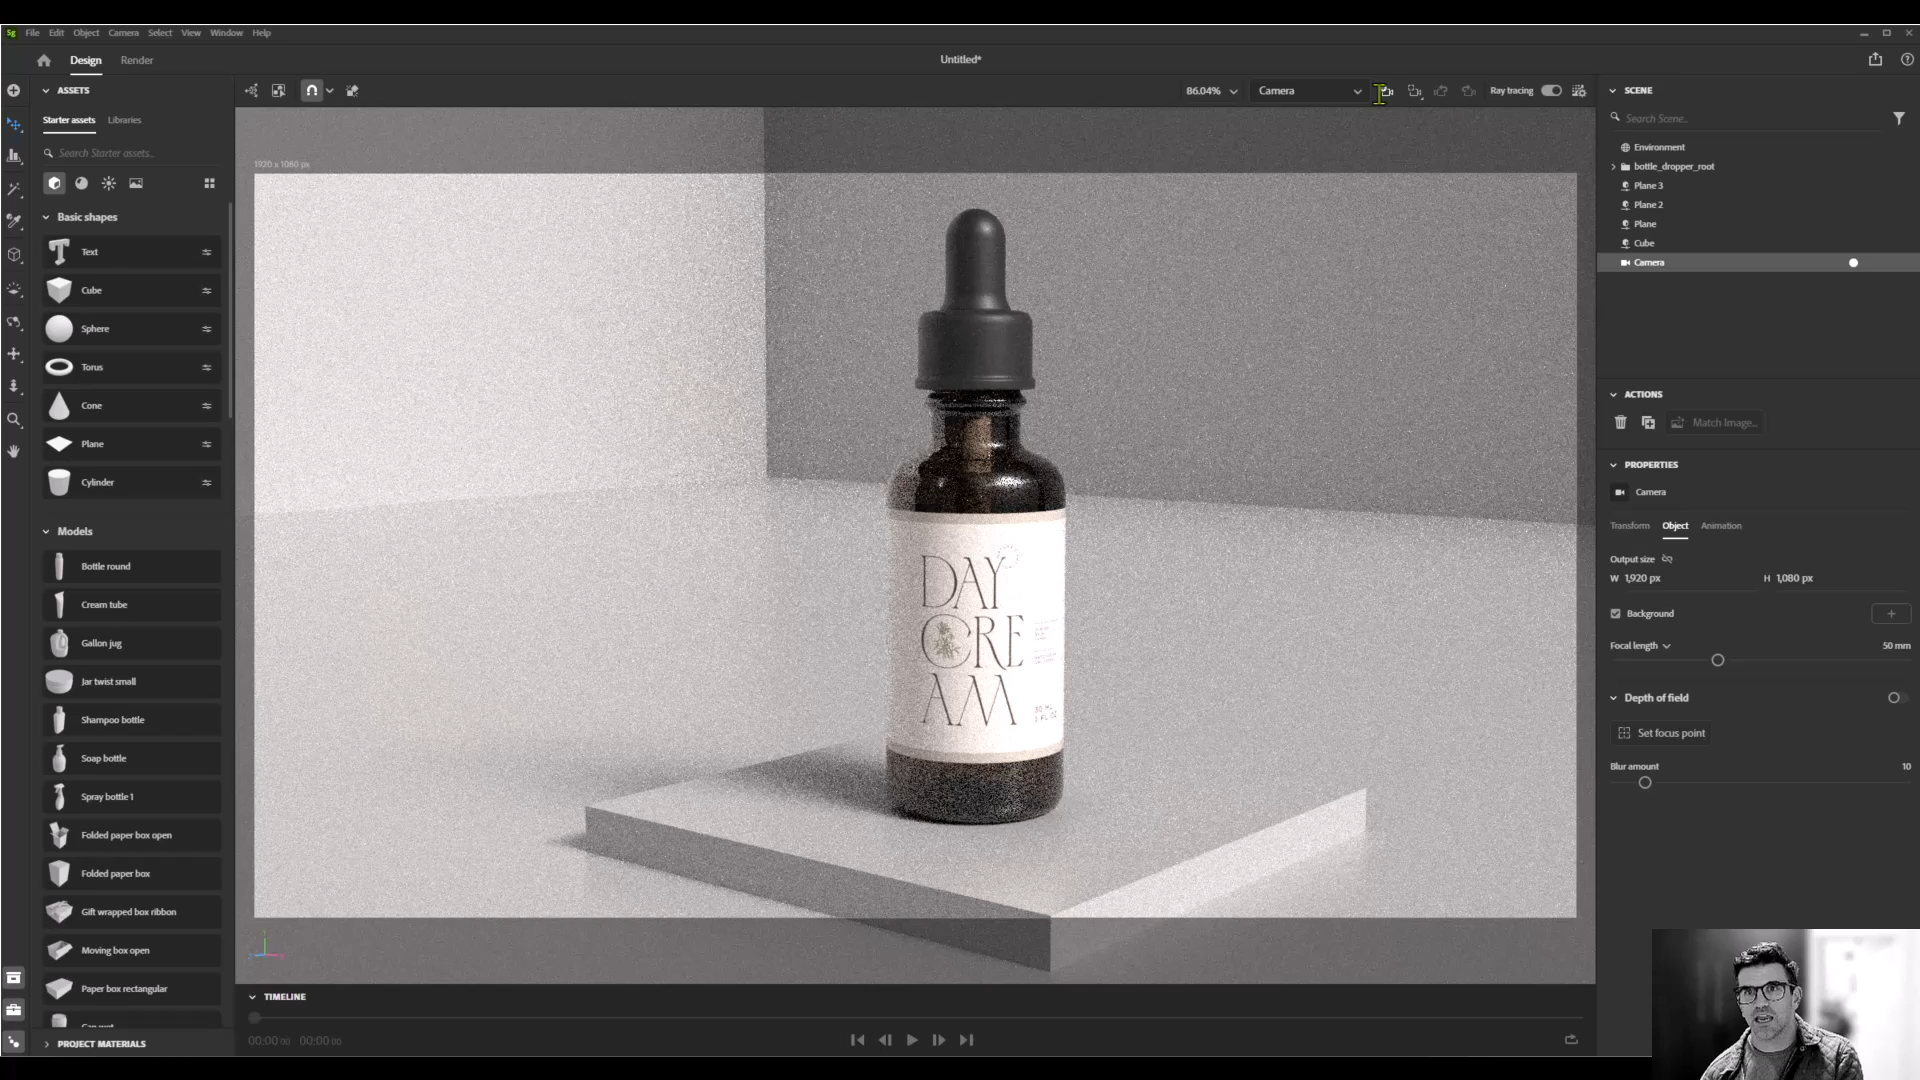 Sg File Edit Object Camera Select View Window Help
Design Render
Untitled*
ASSETS
Starter assets Libraries
Search Starter assets...
Basic shapes
Text
Cube
Sphere
Torus
Cone
Plane
Cylinder
Models
Bottle round
Cream tube
Gallon jug
Jar twist small
Shampoo bottle
Soap bottle
Spray bottle 1
Folded paper box open
Folded paper box
Gift wrapped box ribbon
Moving box open
Paper box rectangular
PROJECT MATERIALS
86.04% Camera Ray tracing
1920 x 1080 px
DAY
CRE
AM
30 ML
1 FL OZ
TIMELINE
00:00 00 00:00 00
SCENE
Search Scene...
Environment
bottle_dropper_root
Plane 3
Plane 2
Plane
Cube
Camera
ACTIONS
Match Image...
PROPERTIES
Camera
Transform Object Animation
Output size
W 1,920 px H 1,080 px
Background
Focal length 50 mm
Depth of field
Set focus point
Blur amount 10